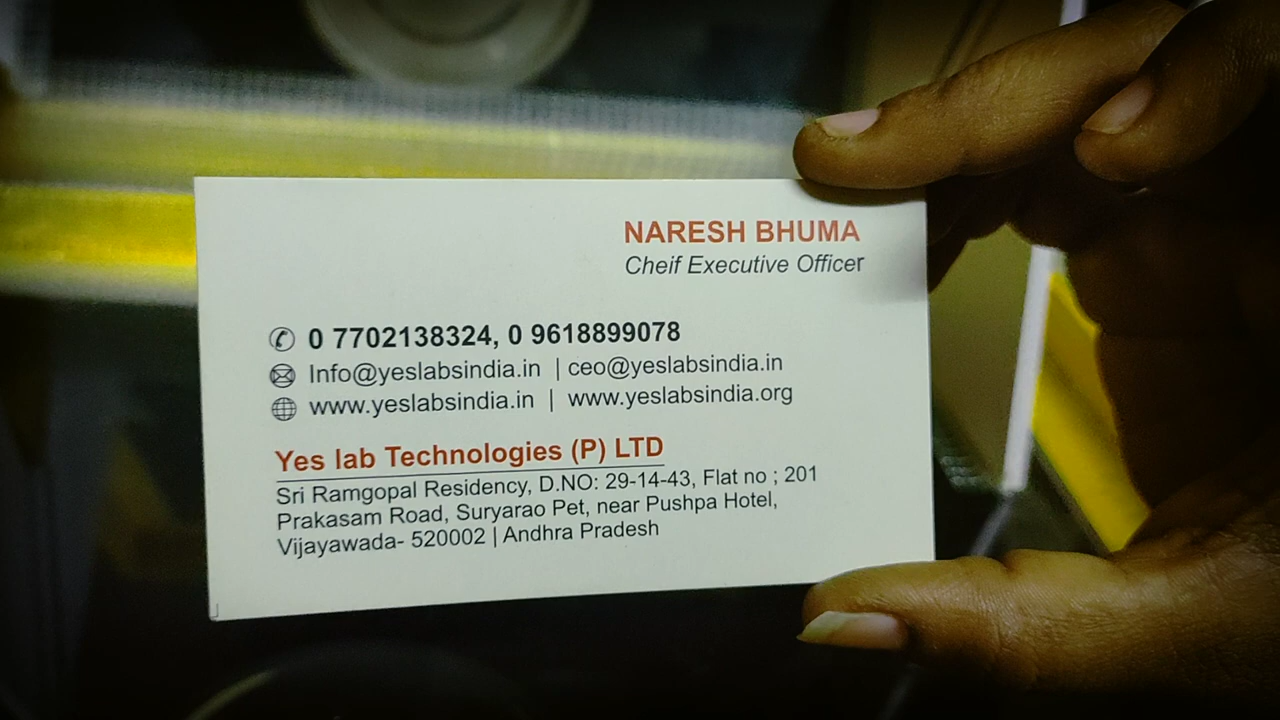 NARESH BHUMA
Cheif Executive Officer
0 7702138324, 0 9618899078
Info@yeslabsindia.in | ceo@yeslabsindia.in
www.yeslabsindia.in | www.yeslabsindia.org
Yes lab Technologies (P) LTD
Sri Ramgopal Residency, D.NO: 29-14-43, Flat no ; 201
Prakasam Road, Suryarao Pet, near Pushpa Hotel,
Vijayawada- 520002 | Andhra Pradesh